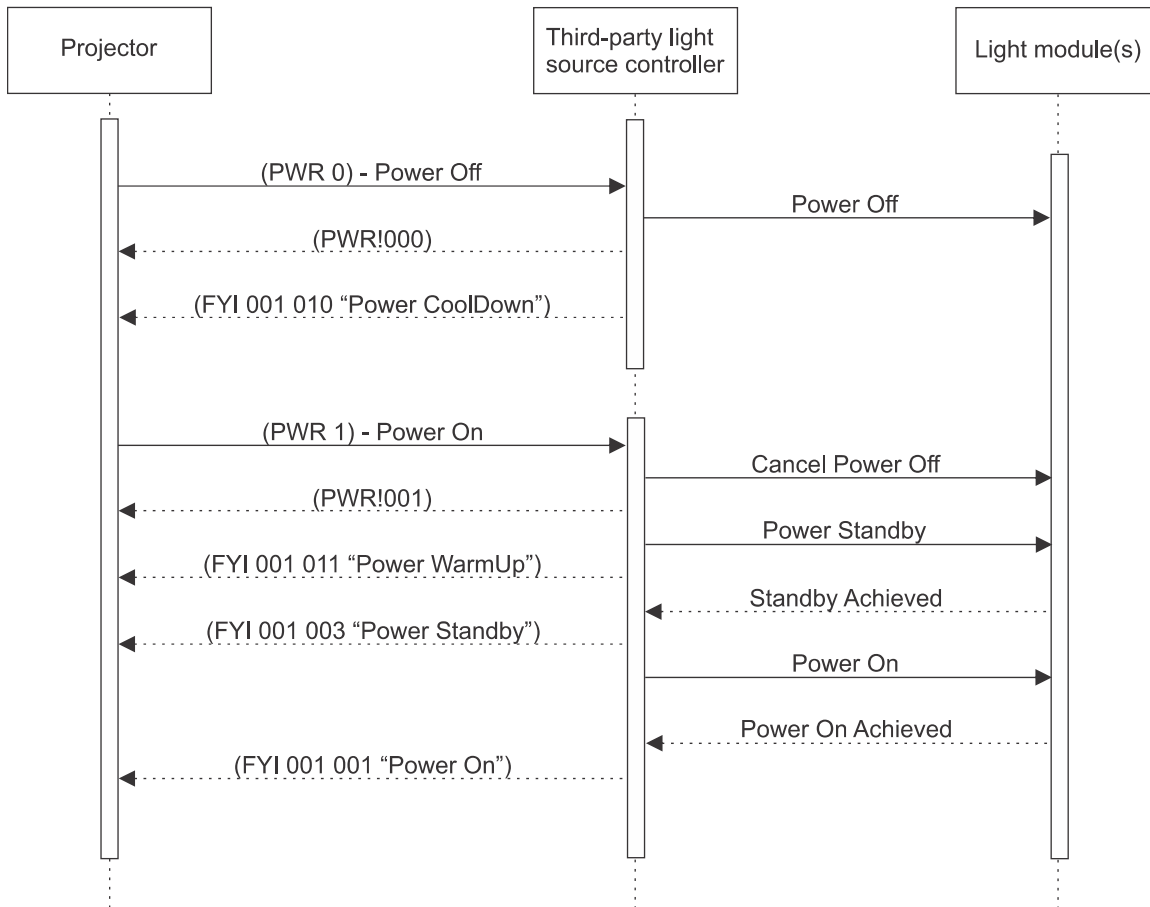 Projector
Third-party light
source controller
Light module(s)
(PWR 0) - Power Off
Power Off
(PWR!000)
(FYI 001 010 “Power CoolDown”)
(PWR 1) - Power On
Cancel Power Off
(PWR!001)
Power Standby
(FYI 001 011 “Power WarmUp”)
Standby Achieved
(FYI 001 003 “Power Standby”)
Power On
Power On Achieved
(FYI 001 001 “Power On”)